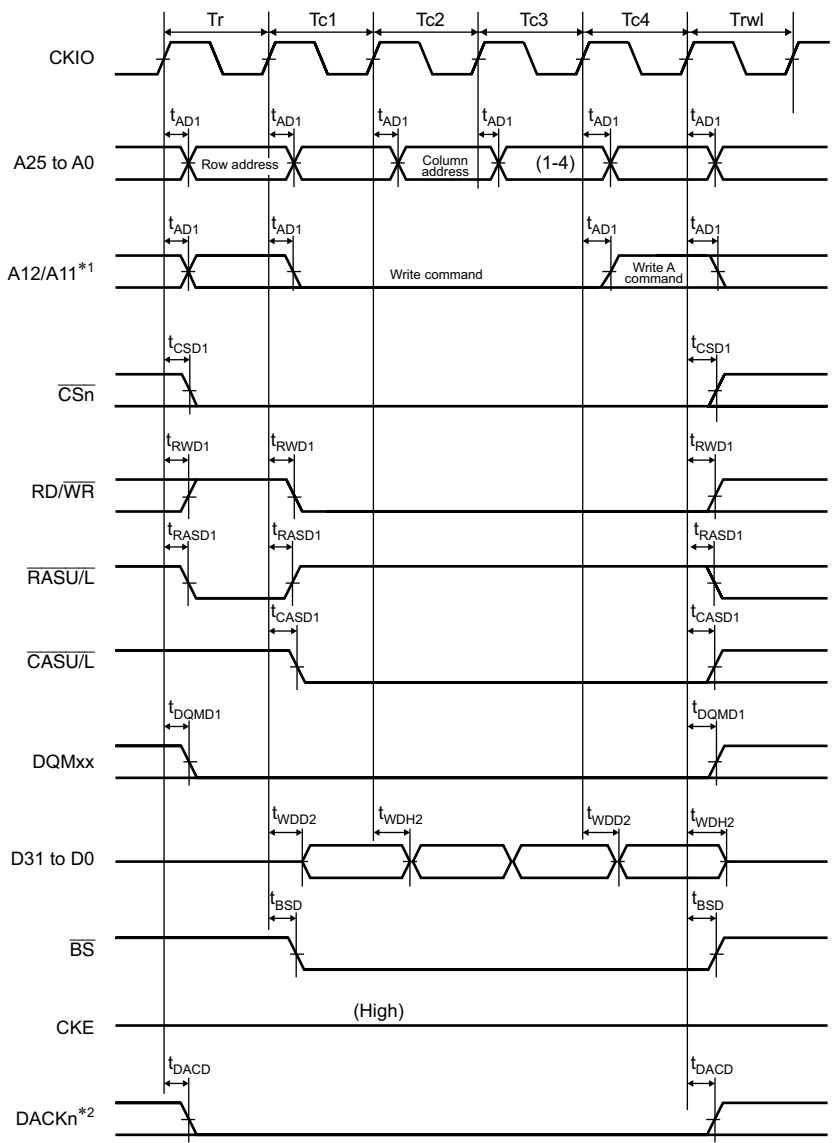 Tr Tc1 Tc2 Tc3 Tc4 Trwl
CKIO
tAD1 tAD1 tAD1 tAD1 tAD1 tAD1
A25 to A0 Row address Column address (1-4)
tAD1 tAD1 tAD1 tAD1
A12/A11*1 Write command Write A command
tCSD1 tCSD1
CSn
tRWD1 tRWD1 tRWD1
RD/WR
tRASD1 tRASD1 tRASD1
RASU/L
tCASD1 tCASD1
CASU/L
tDQMD1 tDQMD1
DQMxx
tWDD2 tWDH2 tWDD2 tWDH2
D31 to D0
tBSD tBSD
BS
(High)
CKE
tDACD tDACD
DACKn*2